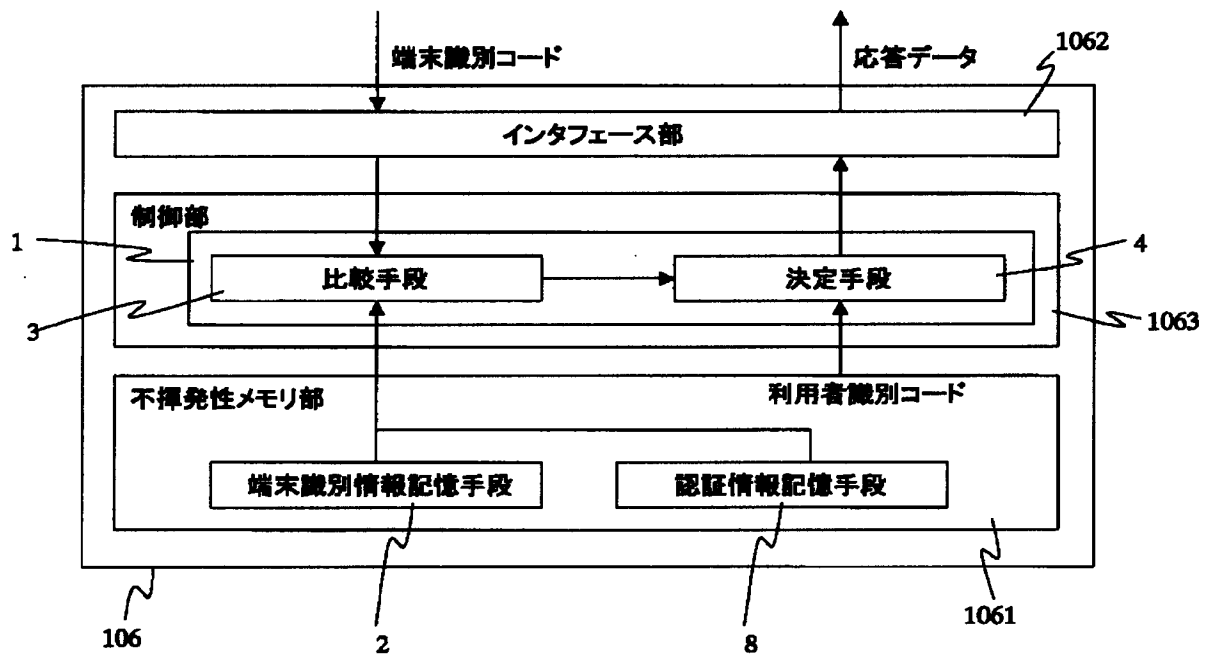 端末識別コード
応答データ
1062
インタフェース部
制御部
1
4
比較手段
決定手段
3
1063
不揮発性メモリ部
利用者識別コード
端末識別情報記憶手段
認証情報記憶手段
106
2
8
1061